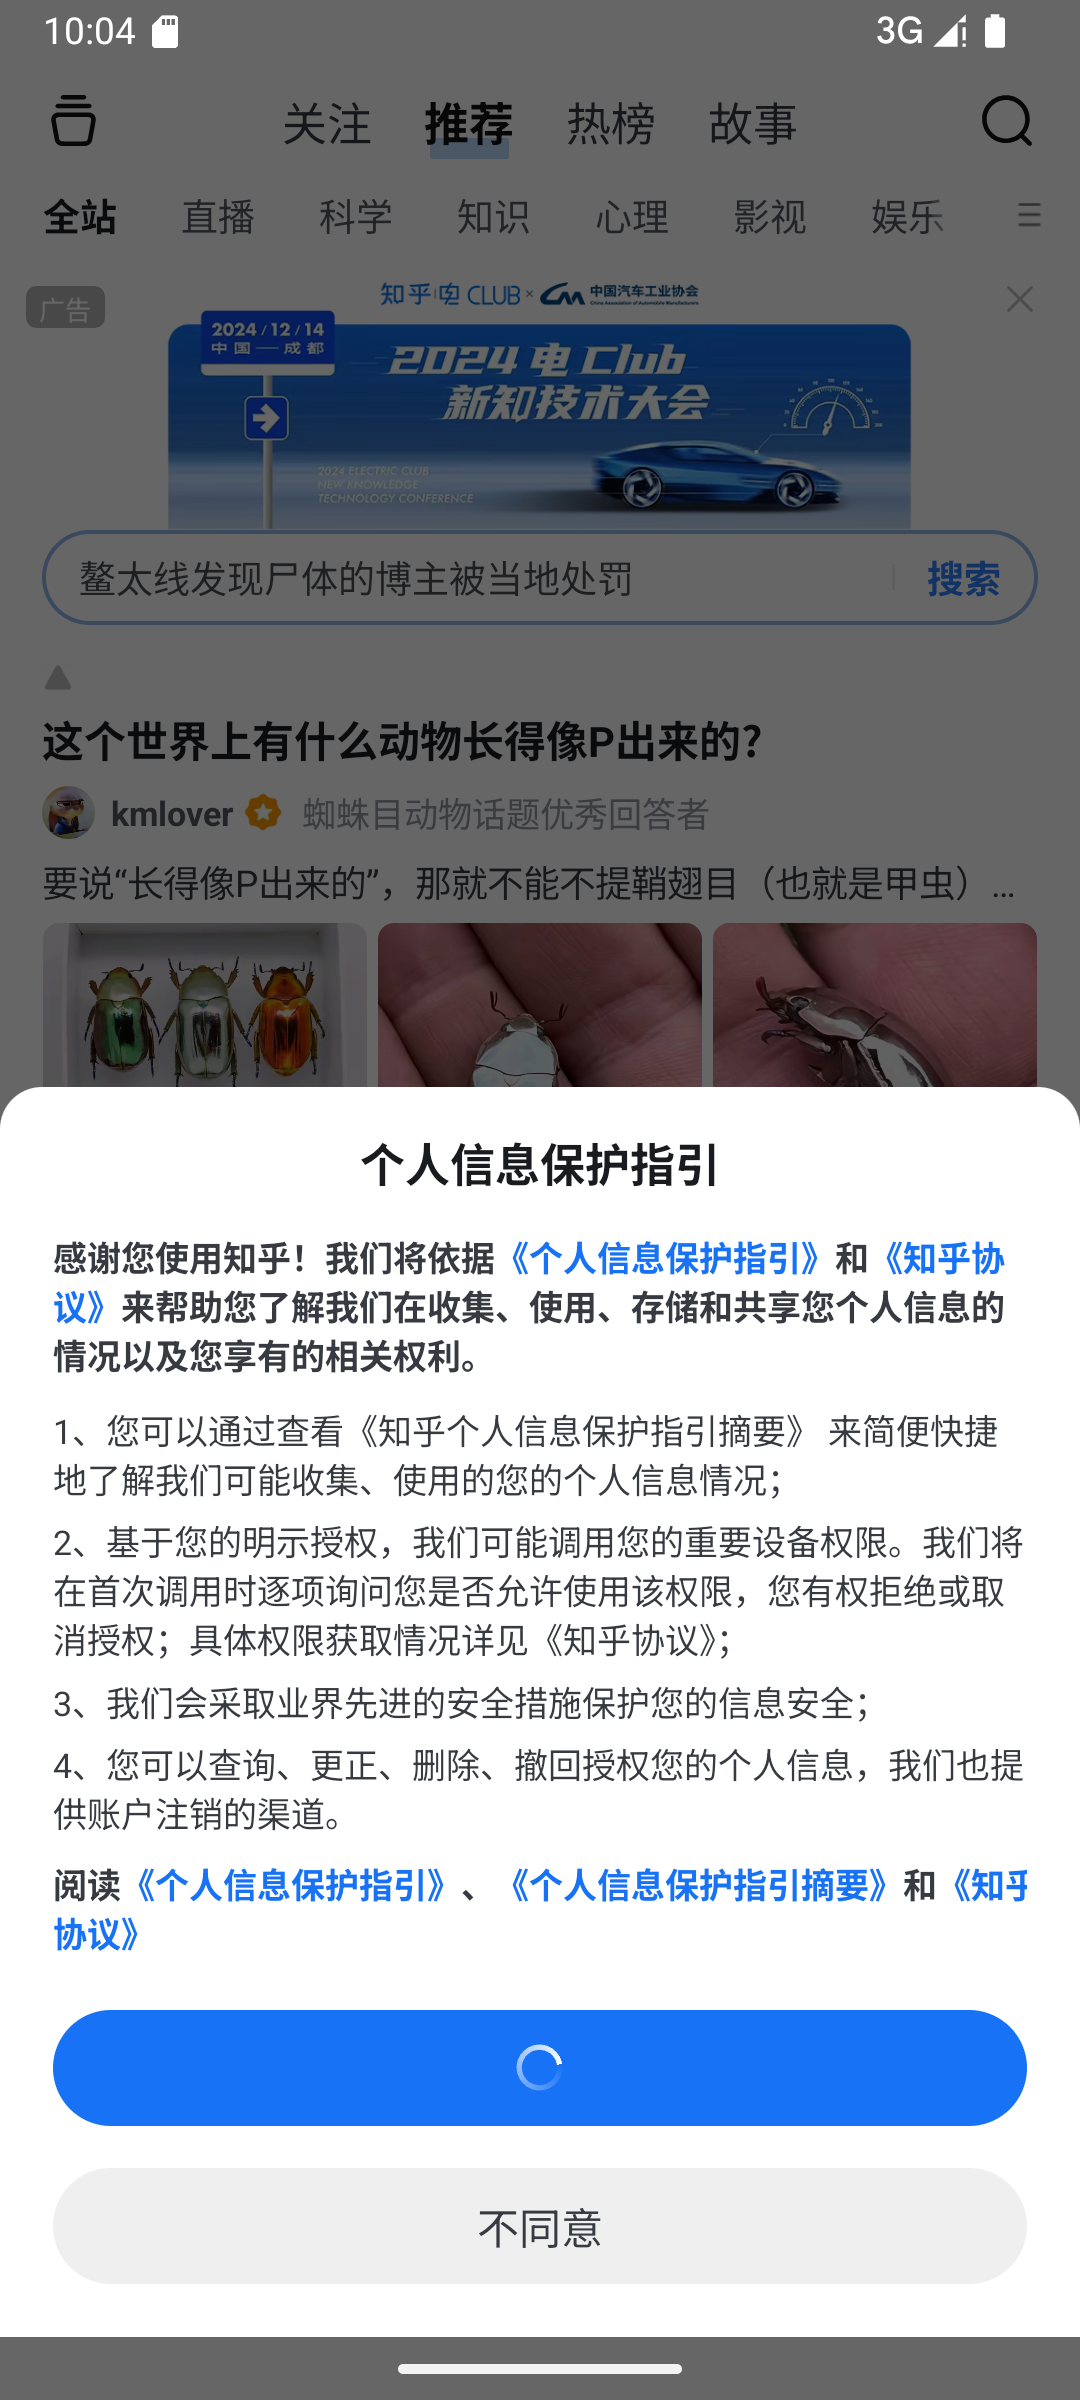 10:04
3G
关注 推荐 热榜 故事
全站 直播 科学 知识 心理 影视 娱乐
广告
知乎 电 CLUB × 中国汽车工业协会
China Association of Automobile Manufacturers
2024 / 12 / 14
中国 — 成都
2024 电 Club
新知技术大会
2024 ELECTRIC CLUB
NEW KNOWLEDGE
TECHNOLOGY CONFERENCE
鳌太线发现尸体的博主被当地处罚
搜索
这个世界上有什么动物长得像P出来的?
kmlover 蜘蛛目动物话题优秀回答者
要说“长得像P出来的”，那就不能不提鞘翅目（也就是甲虫）...
个人信息保护指引
感谢您使用知乎！我们将依据《个人信息保护指引》和《知乎协
议》来帮助您了解我们在收集、使用、存储和共享您个人信息的
情况以及您享有的相关权利。
1、您可以通过查看《知乎个人信息保护指引摘要》 来简便快捷
地了解我们可能收集、使用的您的个人信息情况；
2、基于您的明示授权，我们可能调用您的重要设备权限。我们将
在首次调用时逐项询问您是否允许使用该权限，您有权拒绝或取
消授权；具体权限获取情况详见《知乎协议》；
3、我们会采取业界先进的安全措施保护您的信息安全；
4、您可以查询、更正、删除、撤回授权您的个人信息，我们也提
供账户注销的渠道。
阅读《个人信息保护指引》、《个人信息保护指引摘要》和《知乎
协议》
不同意